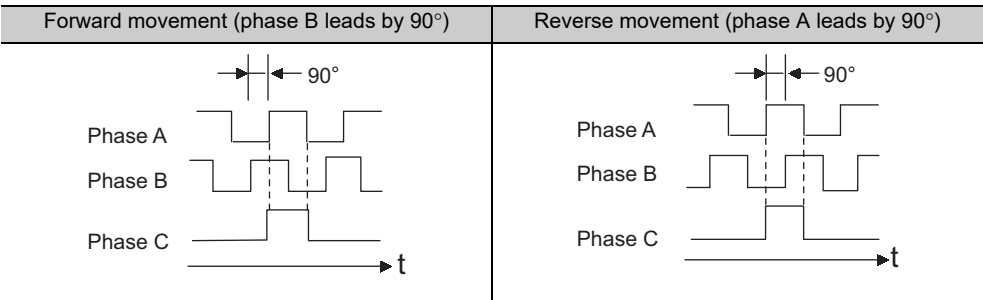 Forward movement (phase B leads by 90°)
Reverse movement (phase A leads by 90°)
90°
Phase A
Phase B
Phase C
t
90°
Phase A
Phase B
Phase C
t